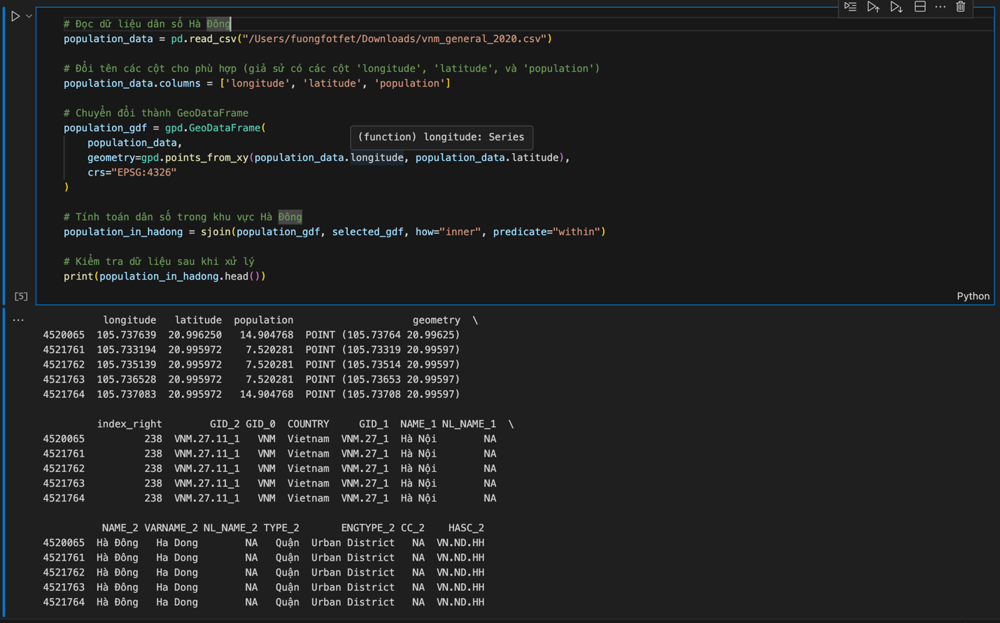 # Đọc dữ liệu dân số Hà Đông
population_data = pd.read_csv("/Users/fuongfotfet/Downloads/vnm_general_2020.csv")
# Đổi tên các cột cho phù hợp (giả sử có các cột 'longitude', 'latitude', và 'population')
population_data.columns = ['longitude', 'latitude', 'population']
# Chuyển đổi thành GeoDataFrame
population_gdf = gpd.GeoDataFrame(
(function) longitude: Series
population_data,
geometry=gpd.points_from_xy(population_data.longitude, population_data.latitude),
crs="EPSG:4326"
)
# Tính toán dân số trong khu vực Hà Đông
population_in_hadong = sjoin(population_gdf, selected_gdf, how="inner", predicate="within")
# Kiểm tra dữ liệu sau khi xử lý
print(population_in_hadong.head())
[5]
Python
longitude latitude population geometry \
4520065 105.737639 20.996250 14.904768 POINT (105.73764 20.99625)
4521761 105.733194 20.995972 7.520281 POINT (105.73319 20.99597)
4521762 105.735139 20.995972 7.520281 POINT (105.73514 20.99597)
4521763 105.736528 20.995972 7.520281 POINT (105.73653 20.99597)
4521764 105.737083 20.995972 14.904768 POINT (105.73708 20.99597)
index_right GID_2 GID_0 COUNTRY GID_1 NAME_1 NL_NAME_1 \
4520065 238 VNM.27.11_1 VNM Vietnam VNM.27_1 Hà Nội NA
4521761 238 VNM.27.11_1 VNM Vietnam VNM.27_1 Hà Nội NA
4521762 238 VNM.27.11_1 VNM Vietnam VNM.27_1 Hà Nội NA
4521763 238 VNM.27.11_1 VNM Vietnam VNM.27_1 Hà Nội NA
4521764 238 VNM.27.11_1 VNM Vietnam VNM.27_1 Hà Nội NA
NAME_2 VARNAME_2 NL_NAME_2 TYPE_2 ENGTYPE_2 CC_2 HASC_2
4520065 Hà Đông Ha Dong NA Quận Urban District NA VN.ND.HH
4521761 Hà Đông Ha Dong NA Quận Urban District NA VN.ND.HH
4521762 Hà Đông Ha Dong NA Quận Urban District NA VN.ND.HH
4521763 Hà Đông Ha Dong NA Quận Urban District NA VN.ND.HH
4521764 Hà Đông Ha Dong NA Quận Urban District NA VN.ND.HH